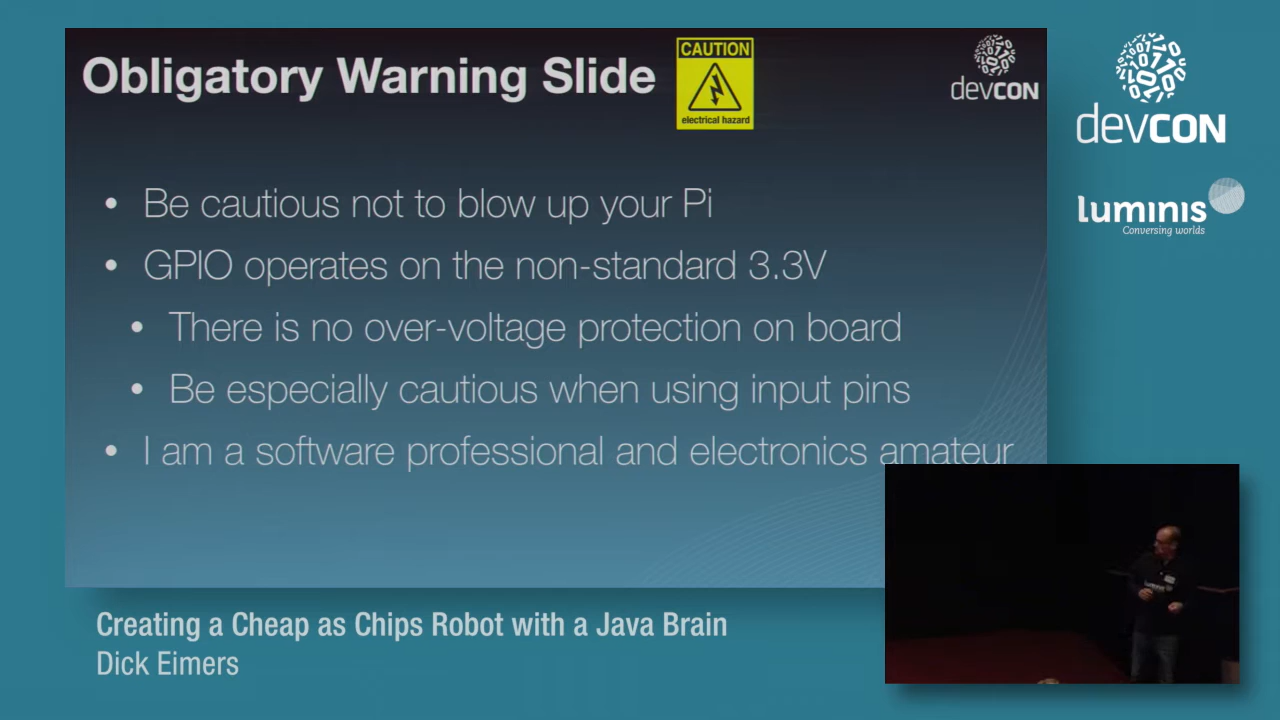 Obligatory Warning Slide
CAUTION
electrical hazard
devcon
• Be cautious not to blow up your Pi
• GPIO operates on the non-standard 3.3V
• There is no over-voltage protection on board
• Be especially cautious when using input pins
• I am a software professional and electronics amateur
devcon
luminis
Conversing worlds
luminis
Creating a Cheap as Chips Robot with a Java Brain
Dick Eimers